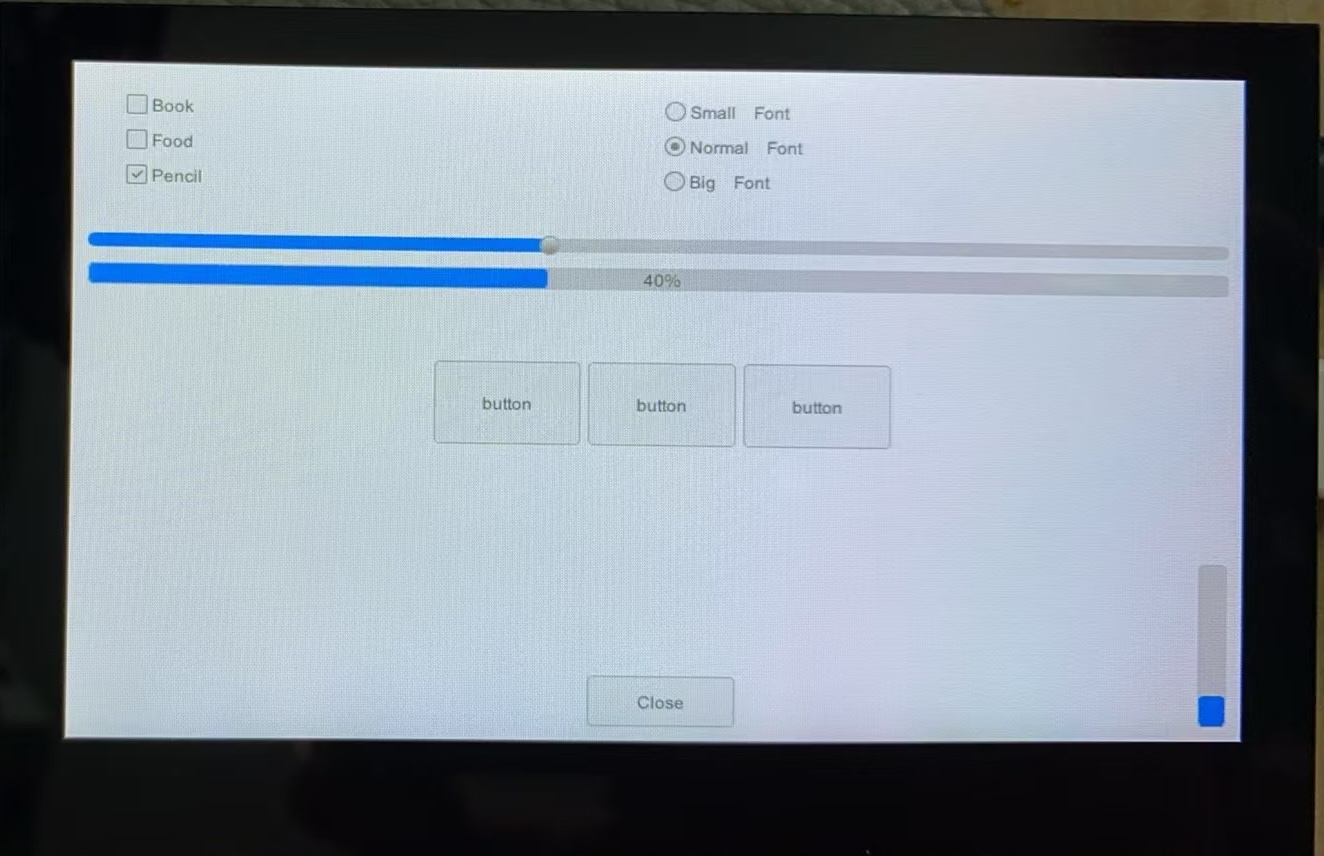 Book
Food
Pencil
Small Font
Normal Font
Big Font
40%
button button button
Close